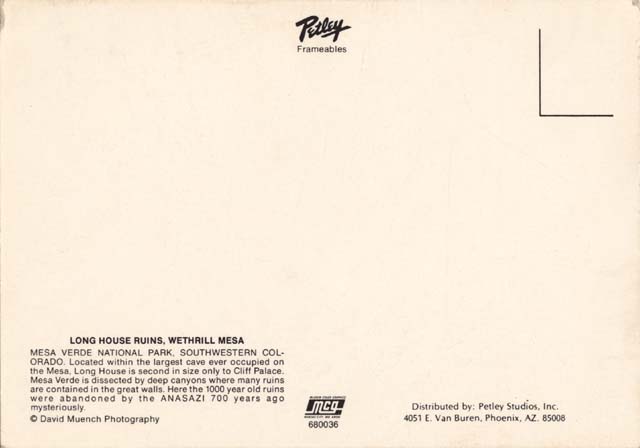 Petley
Frameables
LONG HOUSE RUINS, WETHRILL MESA
MESA VERDE NATIONAL PARK, SOUTHWESTERN COL-
ORADO. Located within the largest cave ever occupied on
the Mesa, Long House is second in size only to Cliff Palace.
Mesa Verde is dissected by deep canyons where many ruins
are contained in the great walls. Here the 1000 year old ruins
were abandoned by the ANASAZI 700 years ago
mysteriously.
© David Muench Photography
680036
Distributed by: Petley Studios, Inc.
4051 E. Van Buren, Phoenix, AZ. 85008